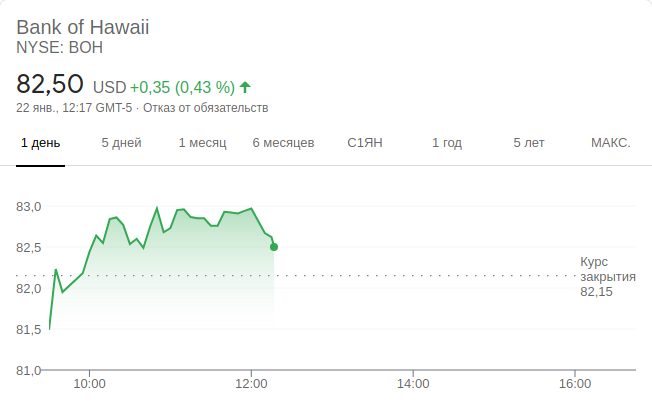 Bank of Hawaii
NYSE: BOH
82,50 USD +0,35 (0,43 %)
22 янв., 12:17 GMT-5 · Отказ от обязательств
1 день 5 дней 1 месяц 6 месяцев С1ЯН 1 год 5 лет МАКС.
83,0
82,5
Курс
закрытия
82,15
82,0
81,5
81,0
10:00 12:00 14:00 16:00